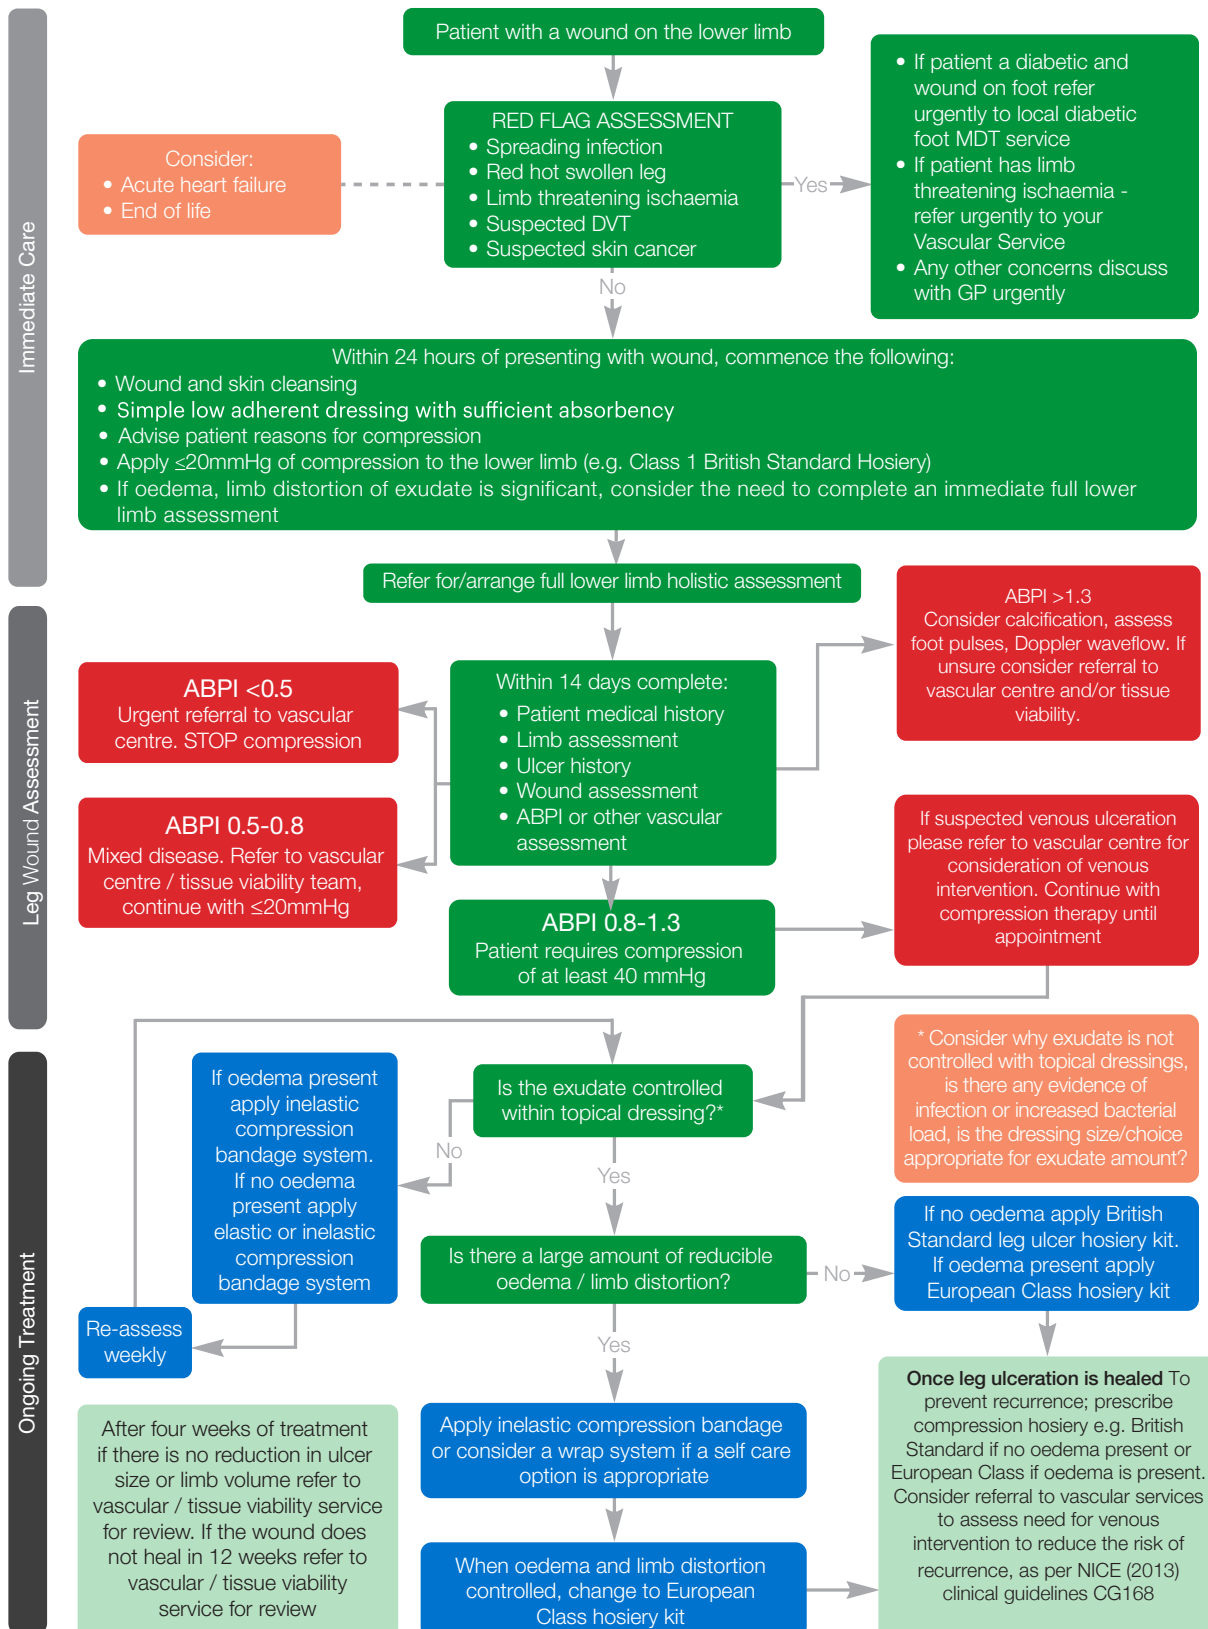 Immediate Care
Patient with a wound on the lower limb
RED FLAG ASSESSMENT
• Spreading infection
• Red hot swollen leg
• Limb threatening ischaemia
• Suspected DVT
• Suspected skin cancer
Consider:
• Acute heart failure
• End of life
Yes
• If patient a diabetic and
wound on foot refer
urgently to local diabetic
foot MDT service
• If patient has limb
threatening ischaemia -
refer urgently to your
Vascular Service
• Any other concerns discuss
with GP urgently
No
Within 24 hours of presenting with wound, commence the following:
• Wound and skin cleansing
• Simple low adherent dressing with sufficient absorbency
• Advise patient reasons for compression
• Apply ≤20mmHg of compression to the lower limb (e.g. Class 1 British Standard Hosiery)
• If oedema, limb distortion of exudate is significant, consider the need to complete an immediate full lower
limb assessment
Refer for/arrange full lower limb holistic assessment
Leg Wound Assessment
Within 14 days complete:
• Patient medical history
• Limb assessment
• Ulcer history
• Wound assessment
• ABPI or other vascular
assessment
ABPI <0.5
Urgent referral to vascular
centre. STOP compression
ABPI 0.5-0.8
Mixed disease. Refer to vascular
centre / tissue viability team,
continue with ≤20mmHg
ABPI >1.3
Consider calcification, assess
foot pulses, Doppler waveflow. If
unsure consider referral to
vascular centre and/or tissue
viability.
ABPI 0.8-1.3
Patient requires compression
of at least 40 mmHg
If suspected venous ulceration
please refer to vascular centre for
consideration of venous
intervention. Continue with
compression therapy until
appointment
Ongoing Treatment
Is the exudate controlled
within topical dressing?*
* Consider why exudate is not
controlled with topical dressings,
is there any evidence of
infection or increased bacterial
load, is the dressing size/choice
appropriate for exudate amount?
No
If oedema present
apply inelastic
compression
bandage system.
If no oedema
present apply
elastic or inelastic
compression
bandage system
Re-assess
weekly
Yes
Is there a large amount of reducible
oedema / limb distortion?
No
If no oedema apply British
Standard leg ulcer hosiery kit.
If oedema present apply
European Class hosiery kit
Yes
Apply inelastic compression bandage
or consider a wrap system if a self care
option is appropriate
When oedema and limb distortion
controlled, change to European
Class hosiery kit
After four weeks of treatment
if there is no reduction in ulcer
size or limb volume refer to
vascular / tissue viability service
for review. If the wound does
not heal in 12 weeks refer to
vascular / tissue viability
service for review
Once leg ulceration is healed To
prevent recurrence; prescribe
compression hosiery e.g. British
Standard if no oedema present or
European Class if oedema is present.
Consider referral to vascular services
to assess need for venous
intervention to reduce the risk of
recurrence, as per NICE (2013)
clinical guidelines CG168